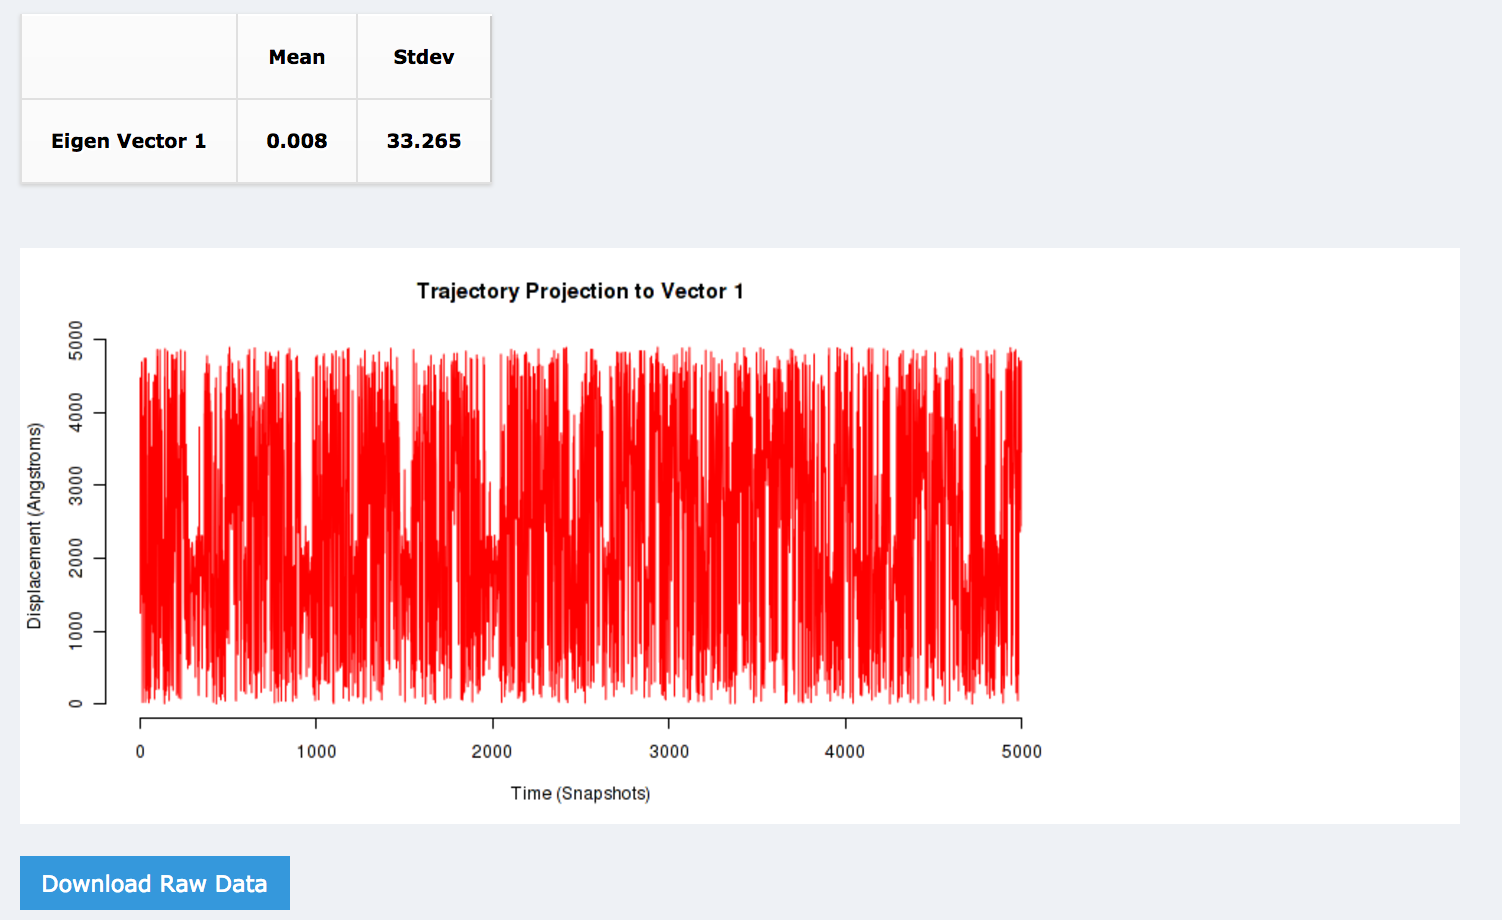 Mean Stdev
Eigen Vector 1 0.008 33.265
Trajectory Projection to Vector 1
Displacement (Angstroms)
5000
4000
3000
2000
1000
0
0 1000 2000 3000 4000 5000
Time (Snapshots)
Download Raw Data